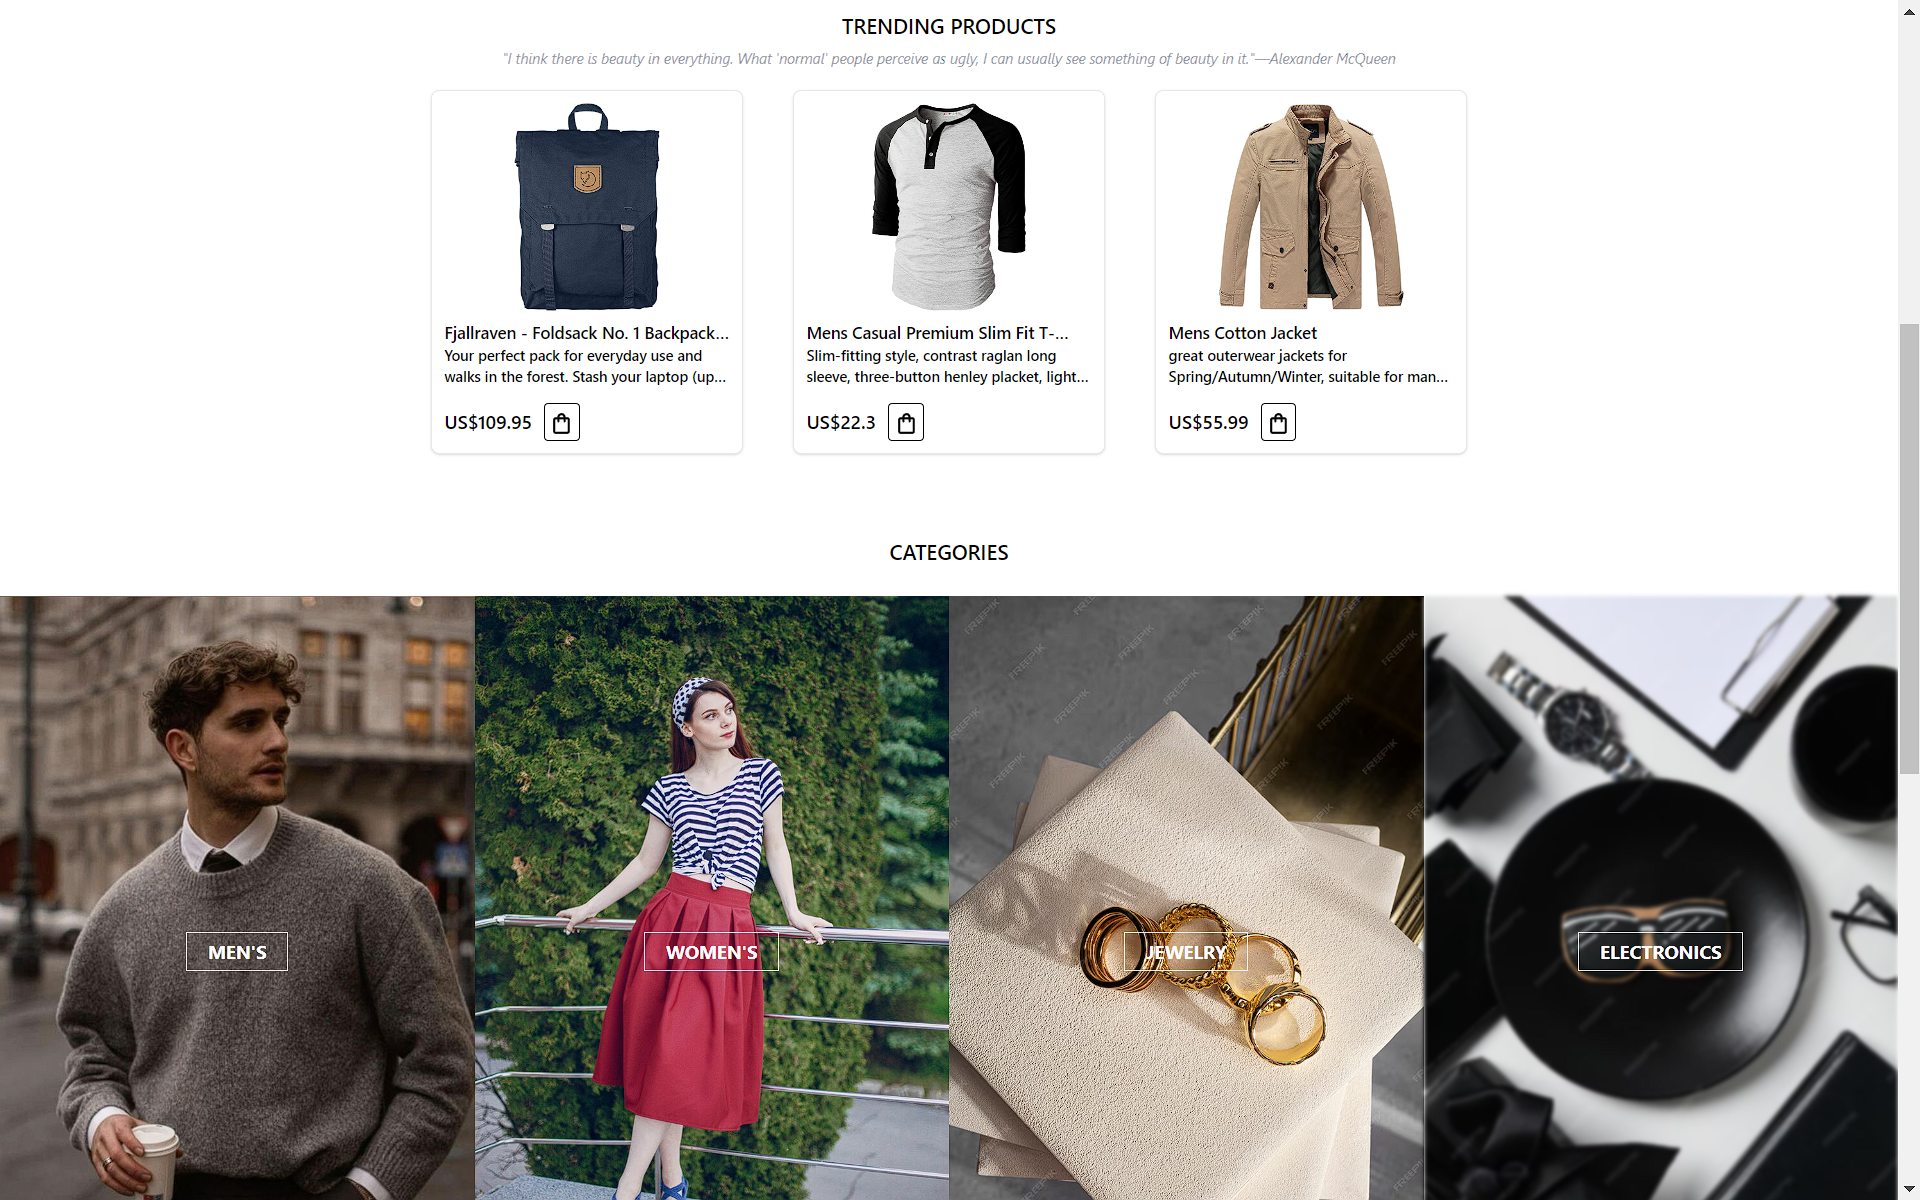 TRENDING PRODUCTS
"I think there is beauty in everything. What 'normal' people perceive as ugly, I can usually see something of beauty in it."—Alexander McQueen
Fjallraven - Foldsack No. 1 Backpack...
Your perfect pack for everyday use and
walks in the forest. Stash your laptop (up...
US$109.95
Mens Casual Premium Slim Fit T-...
Slim-fitting style, contrast raglan long
sleeve, three-button henley placket, light...
US$22.3
Mens Cotton Jacket
great outerwear jackets for
Spring/Autumn/Winter, suitable for man...
US$55.99
CATEGORIES
MEN'S
WOMEN'S
JEWELRY
ELECTRONICS
FREEPIK